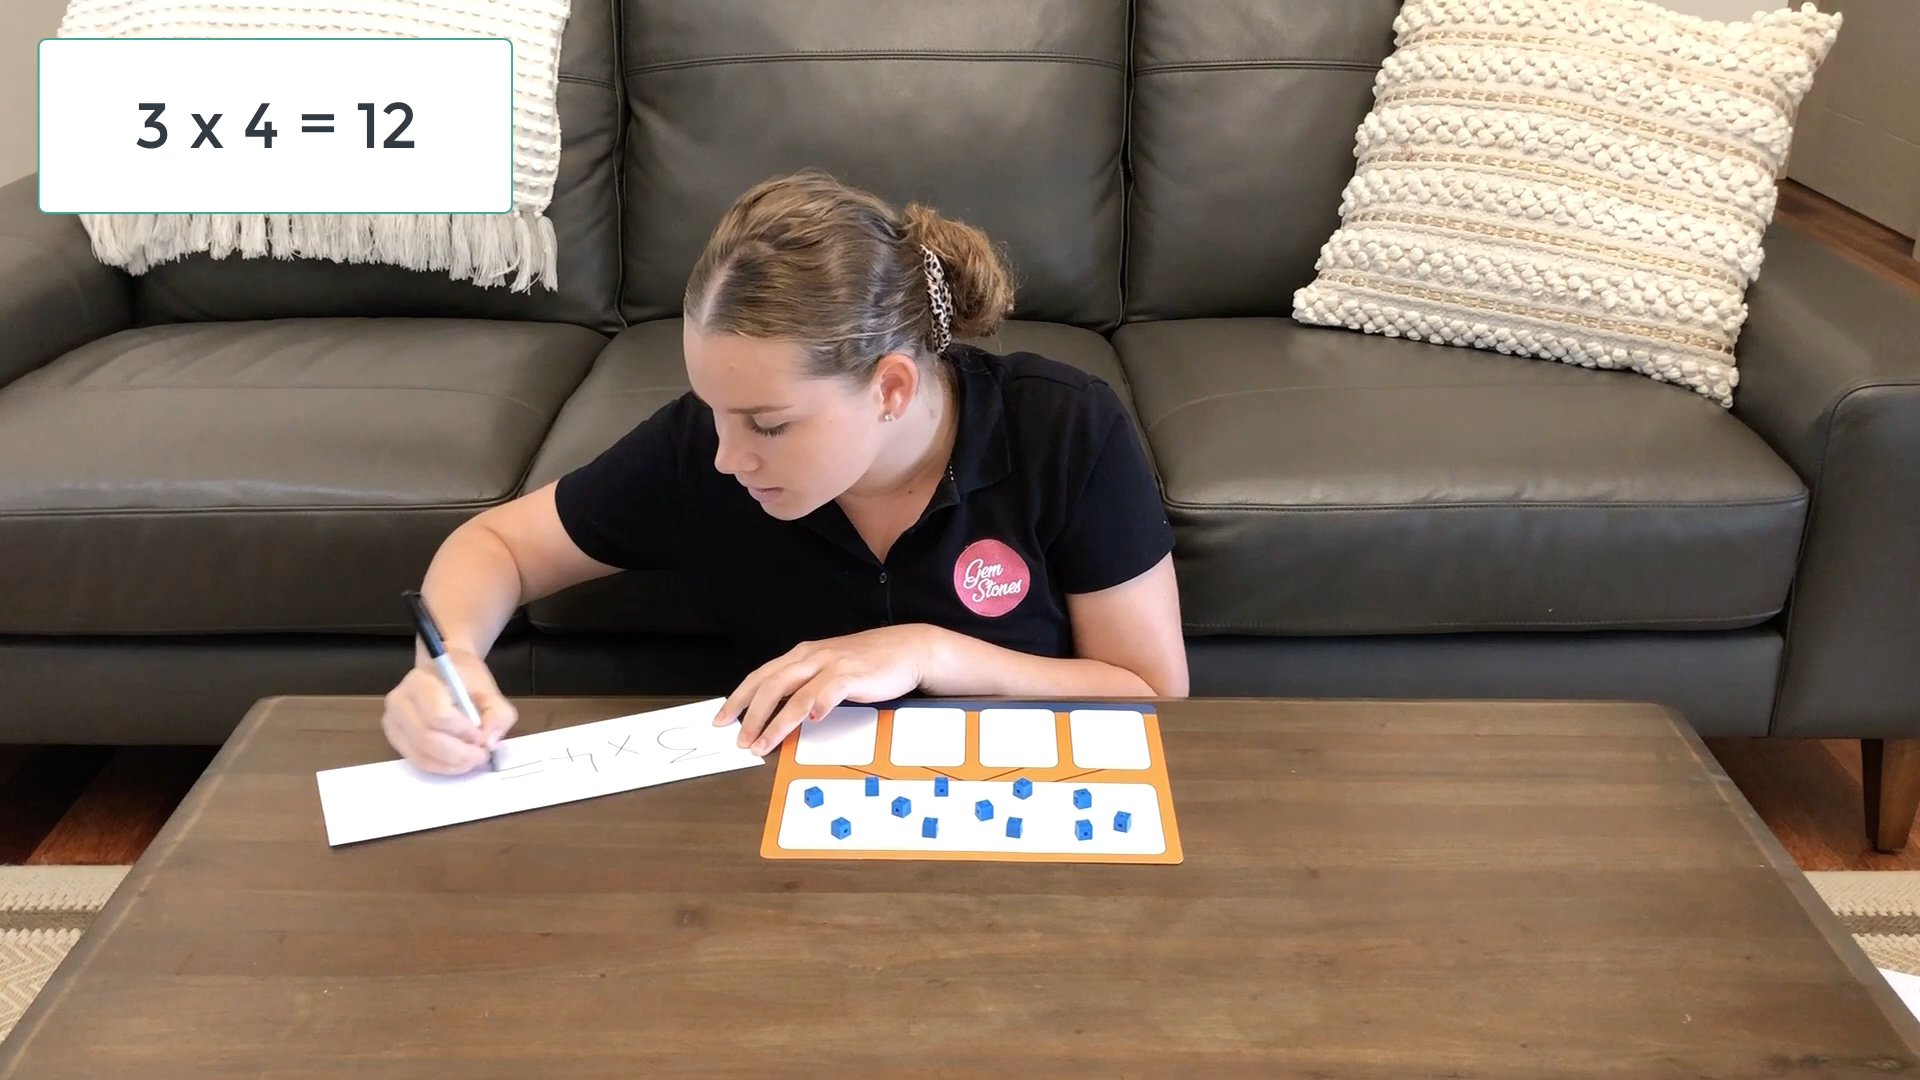 3 x 4 = 12
Gem
Stones
3 x 4 =